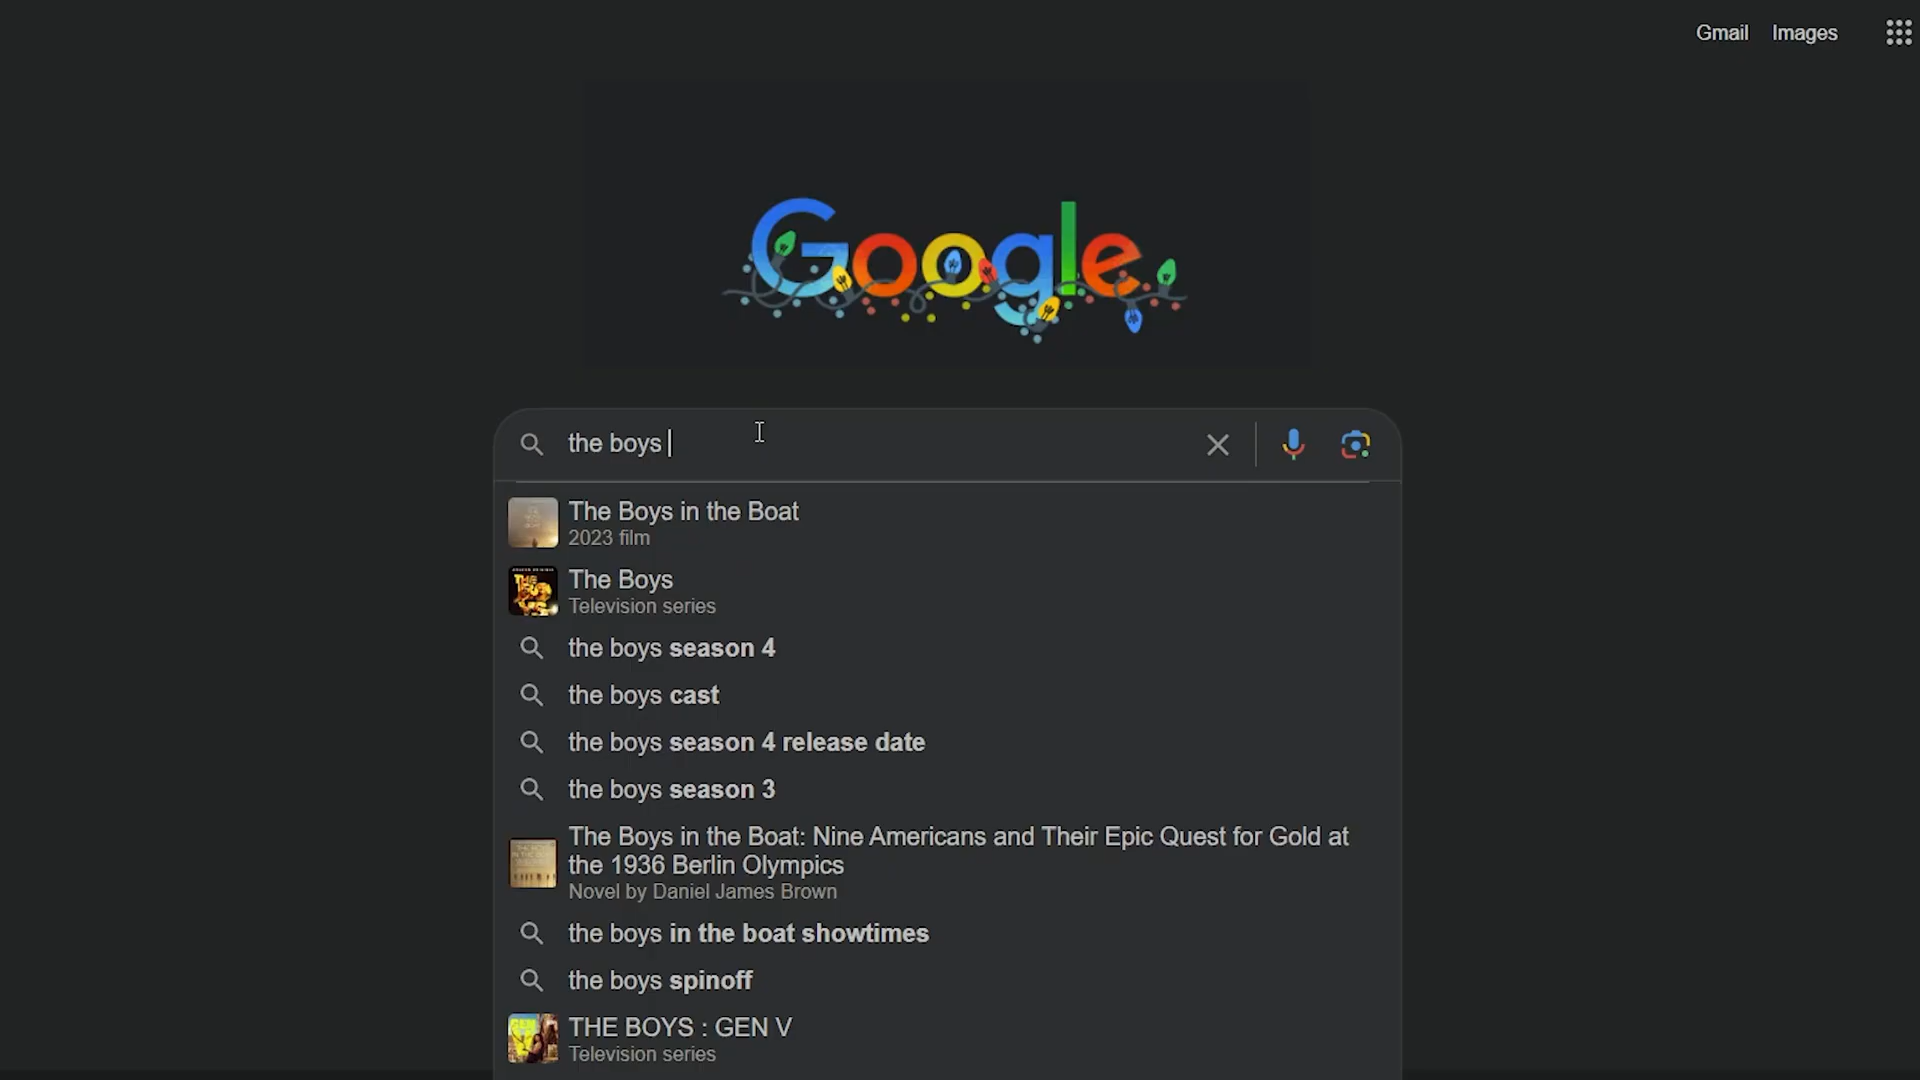 Gmail Images
Google
the boys
The Boys in the Boat
2023 film
The Boys
Television series
the boys season 4
the boys cast
the boys season 4 release date
the boys season 3
The Boys in the Boat: Nine Americans and Their Epic Quest for Gold at
the 1936 Berlin Olympics
Novel by Daniel James Brown
the boys in the boat showtimes
the boys spinoff
THE BOYS : GEN V
Television series